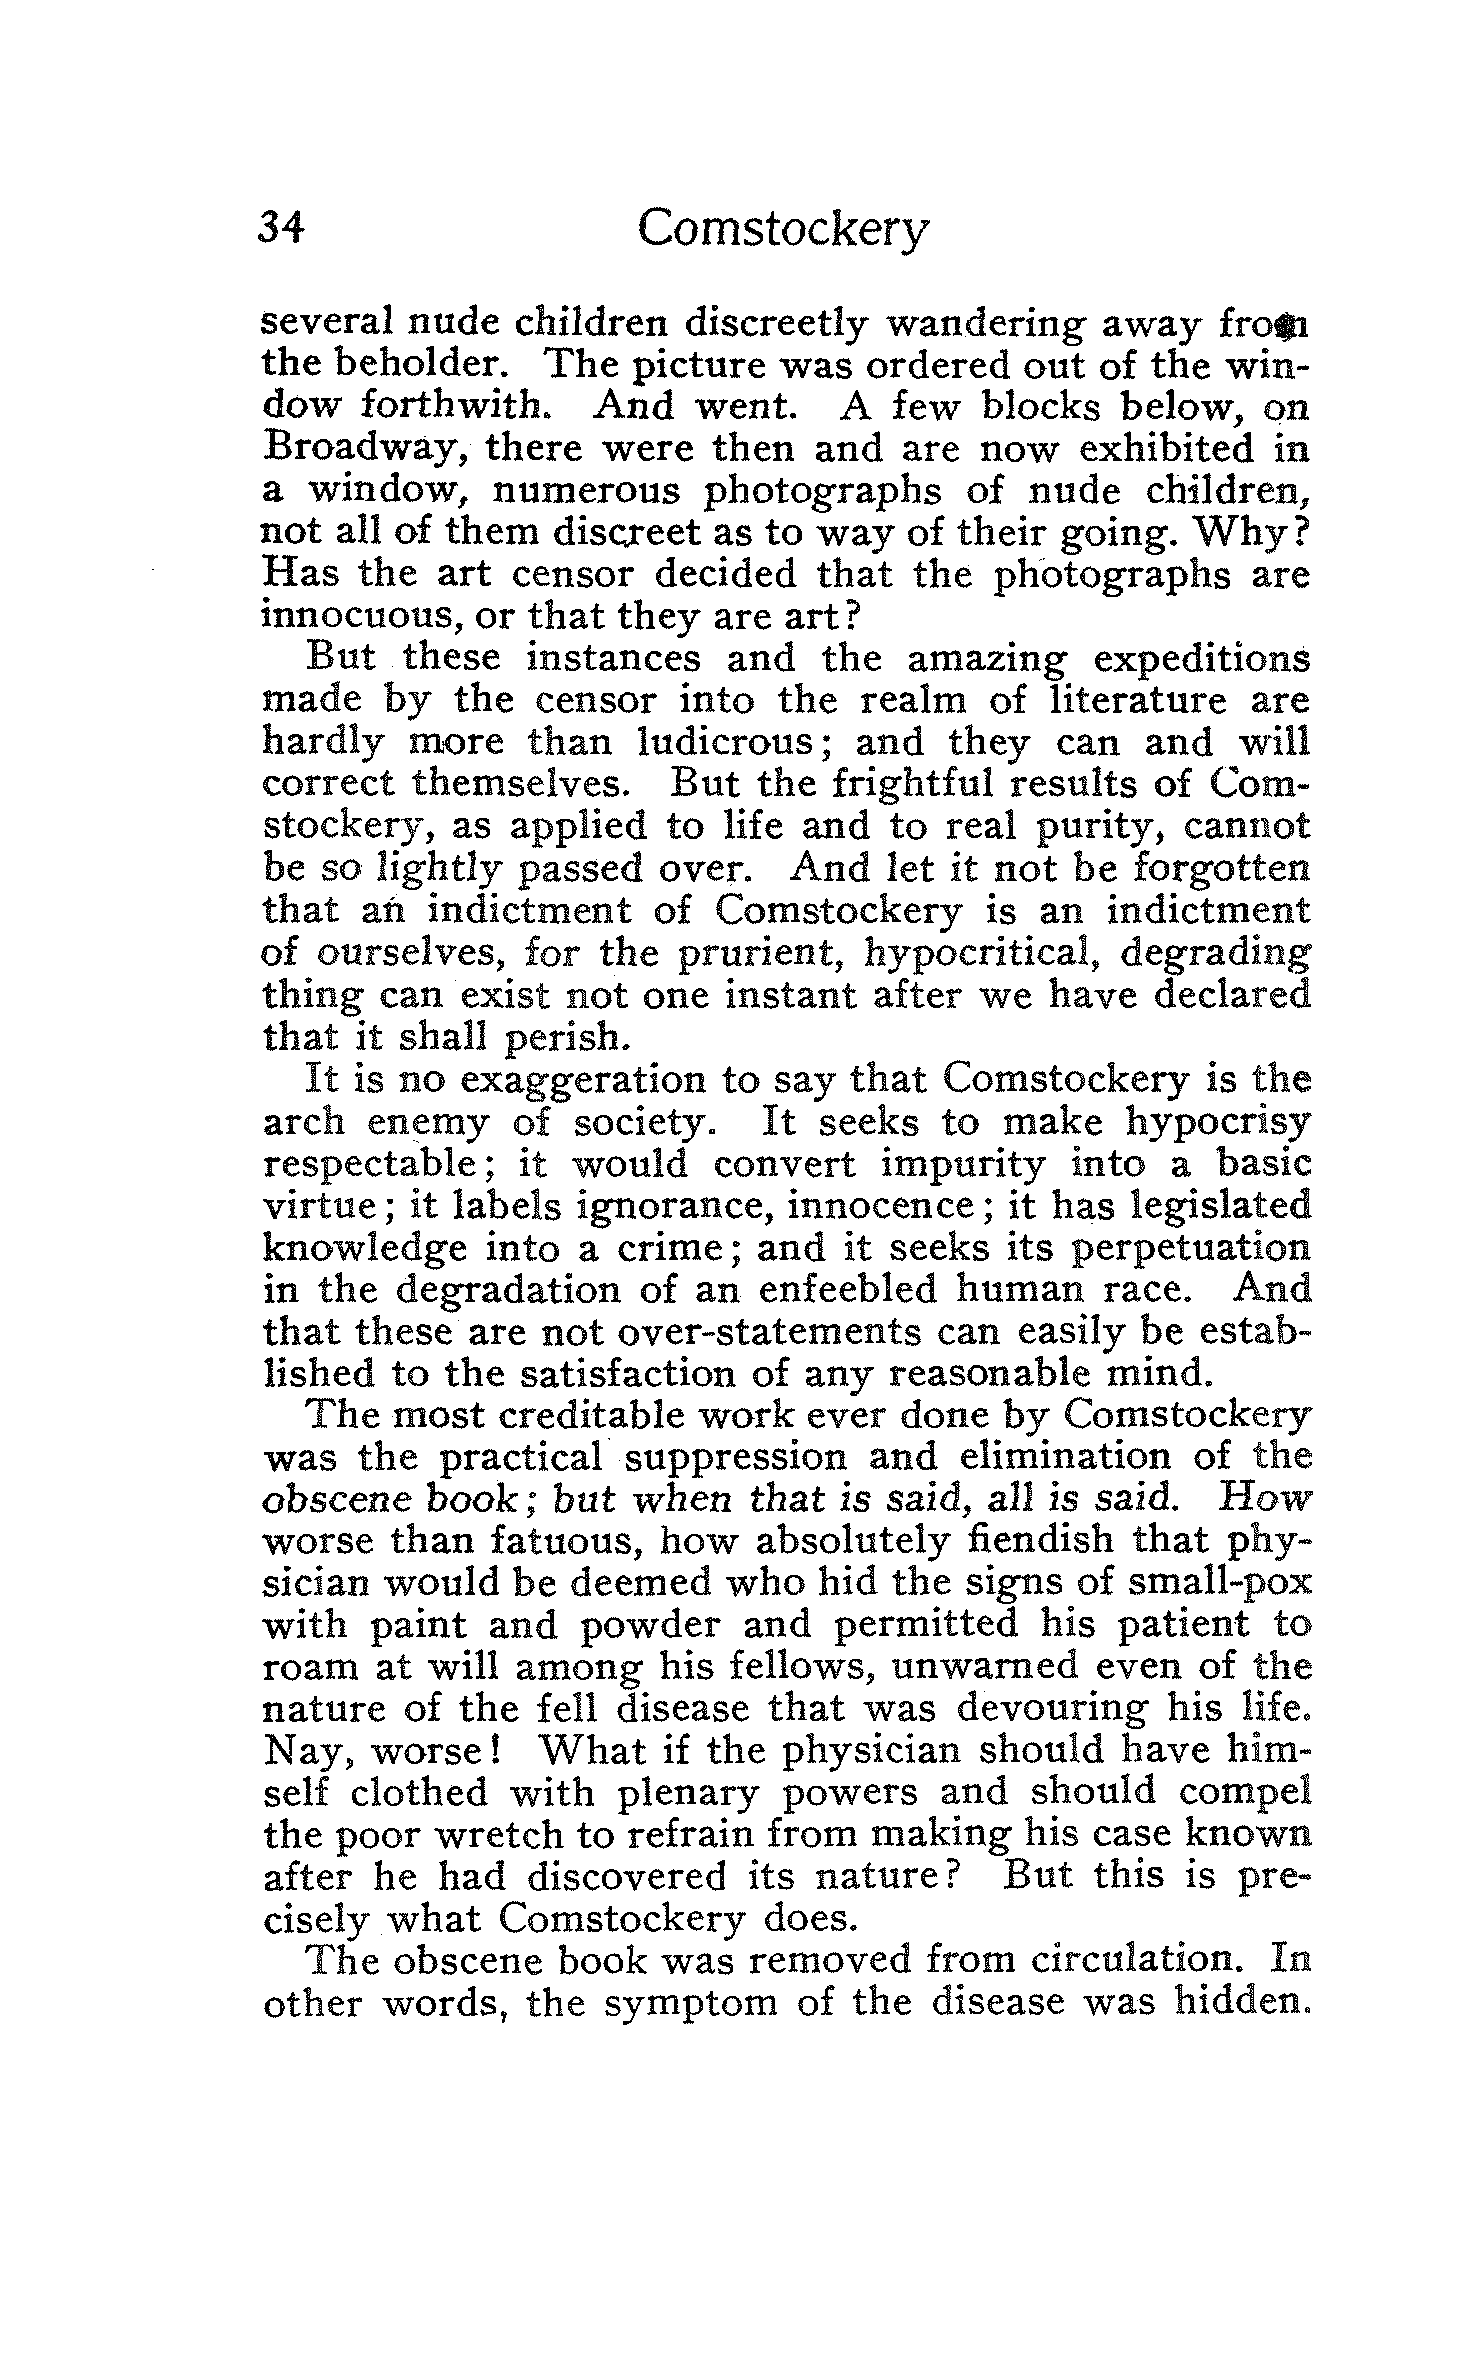 34 Comstockery
several nude children discreetly wandering away from
the beholder. The picture was ordered out of the win-
dow forthwith. And went. A few blocks below, on
Broadway, there were then and are now exhibited in
a window, numerous photographs of nude children,
not all of them discreet as to way of their going. Why?
Has the art censor decided that the photographs are
innocuous, or that they are art?
But these instances and the amazing expeditions
made by the censor into the realm of literature are
hardly more than ludicrous; and they can and will
correct themselves. But the frightful results of Com-
stockery, as applied to life and to real purity, cannot
be so lightly passed over. And let it not be forgotten
that an indictment of Comstockery is an indictment
of ourselves, for the prurient, hypocritical, degrading
thing can exist not one instant after we have declared
that it shall perish.
It is no exaggeration to say that Comstockery is the
arch enemy of society. It seeks to make hypocrisy
respectable; it would convert impurity into a basic
virtue; it labels ignorance, innocence; it has legislated
knowledge into a crime; and it seeks its perpetuation
in the degradation of an enfeebled human race. And
that these are not over-statements can easily be estab-
lished to the satisfaction of any reasonable mind.
The most creditable work ever done by Comstockery
was the practical suppression and elimination of the
obscene book; but when that is said, all is said. How
worse than fatuous, how absolutely fiendish that phy-
sician would be deemed who hid the signs of small-pox
with paint and powder and permitted his patient to
roam at will among his fellows, unwarned even of the
nature of the fell disease that was devouring his life.
Nay, worse! What if the physician should have him-
self clothed with plenary powers and should compel
the poor wretch to refrain from making his case known
after he had discovered its nature? But this is pre-
cisely what Comstockery does.
The obscene book was removed from circulation. In
other words, the symptom of the disease was hidden.